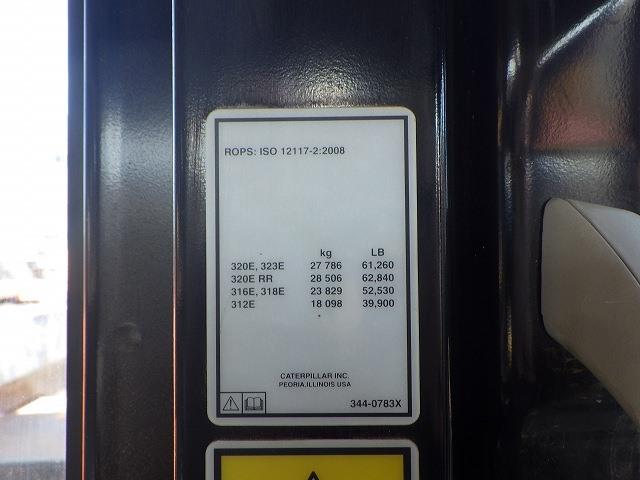 ROPS: ISO 12117-2:2008
kg LB
320E, 323E 27 786 61,260
320E RR 28 506 62,840
316E, 318E 23 829 52,530
312E 18 098 39,900
CATERPILLAR INC.
PEORIA,ILLINOIS USA
344-0783X